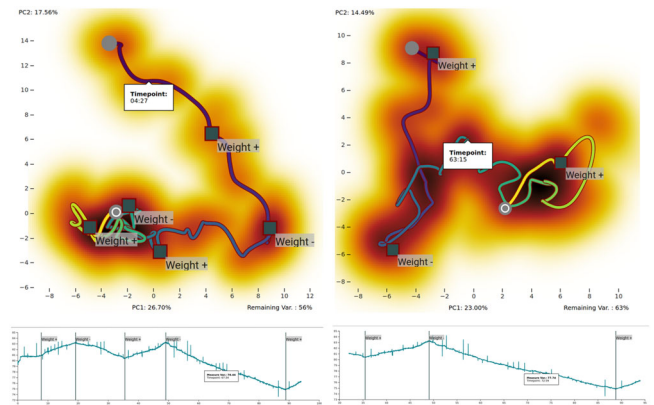 PC2: 17.56%
14
12
10
8
6
4
2
0
−2
−4
−6
Timepoint:
04:27
Weight +
Weight -
Weight +
Weight -
Weight +
−8 −6 −4 −2 0 2 4 6 8 10 12
PC1: 26.70%
Remaining Var. : 56%
PC2: 14.49%
10
8
6
4
2
0
−2
−4
−6
−8
Weight +
Timepoint:
63:15
Weight +
Weight -
−8 −6 −4 −2 0 2 4 6 8 10
PC1: 23.00%
Remaining Var. : 63%
Weight +
Weight -
Weight +
Weight -
Weight +
Weight +
Weight -
Weight +